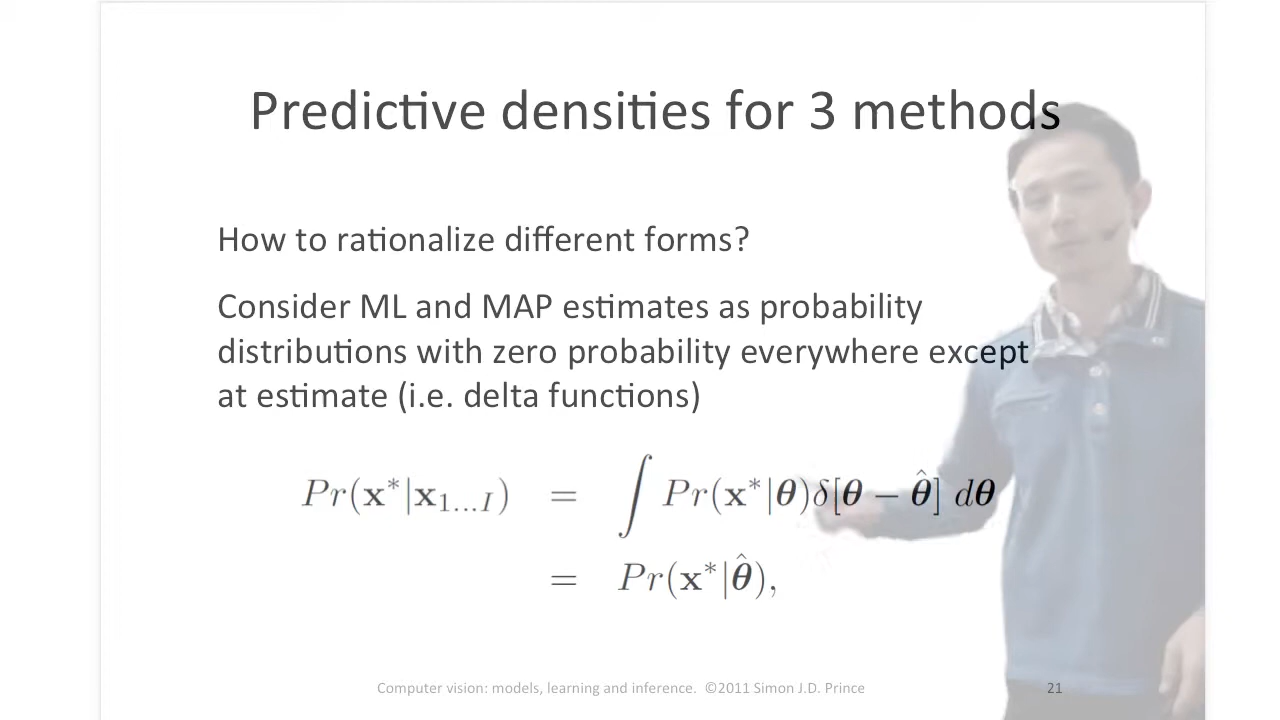 Predictive densities for 3 methods
How to rationalize different forms?
Consider ML and MAP estimates as probability
distributions with zero probability everywhere except
at estimate (i.e. delta functions)
Pr(x*|x₁...I) = ∫ Pr(x*|θ)δ[θ − θ̂] dθ
= Pr(x*|θ̂),
Computer vision: models, learning and inference. ©2011 Simon J.D. Prince 21